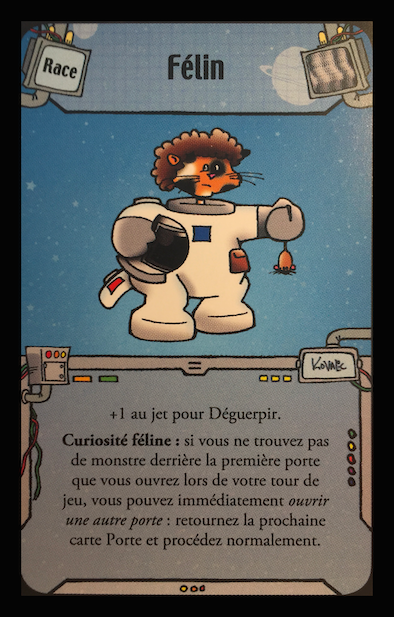 Race
Félin
KOVALIC
+1 au jet pour Déguerpir.
Curiosité féline : si vous ne trouvez pas
de monstre derrière la première porte
que vous ouvrez lors de votre tour de
jeu, vous pouvez immédiatement ouvrir
une autre porte : retournez la prochaine
carte Porte et procédez normalement.